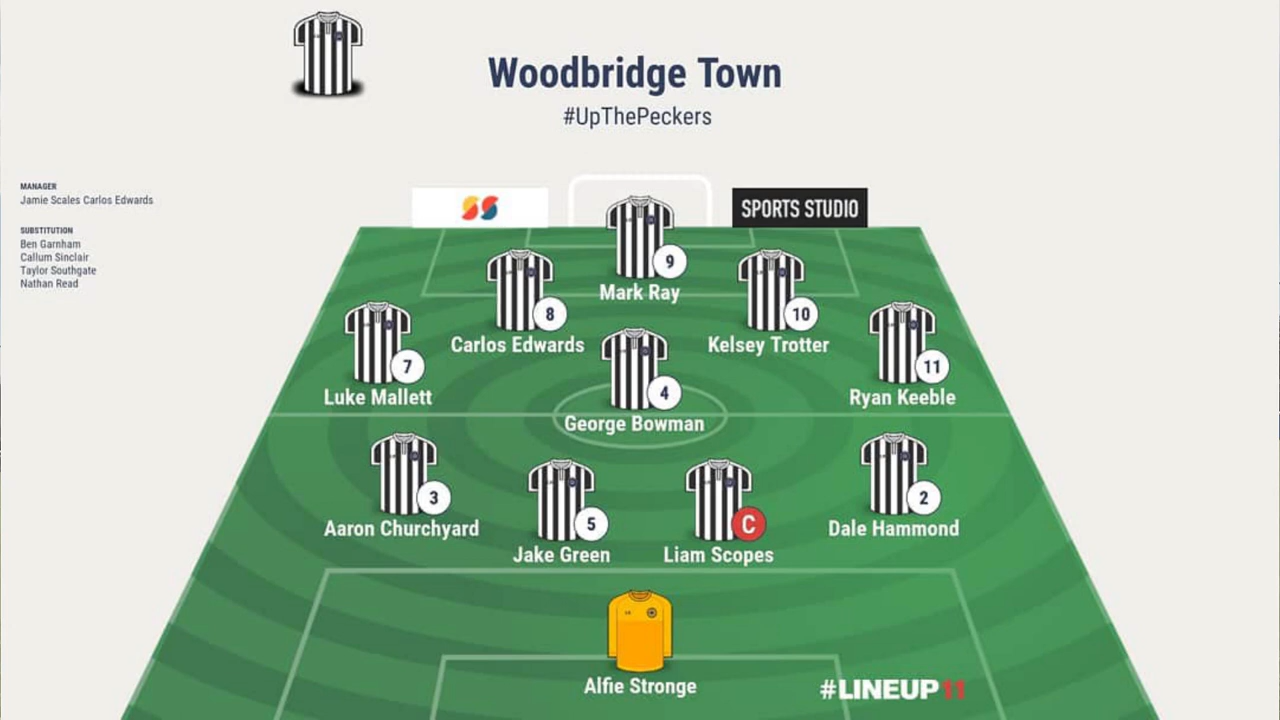 Woodbridge Town
#UpThePeckers
MANAGER
Jamie Scales Carlos Edwards
SUBSTITUTION
Ben Garnham
Callum Sinclair
Taylor Southgate
Nathan Read
SS
SPORTS STUDIO
9
Mark Ray
8
Carlos Edwards
10
Kelsey Trotter
7
Luke Mallett
11
Ryan Keeble
4
George Bowman
3
Aaron Churchyard
2
Dale Hammond
5
Jake Green
C
Liam Scopes
Alfie Stronge
#LINEUP11